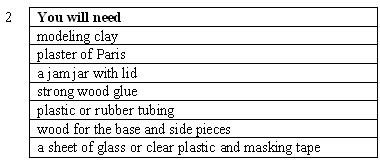 2 You will need
modeling clay
plaster of Paris
a jam jar with lid
strong wood glue
plastic or rubber tubing
wood for the base and side pieces
a sheet of glass or clear plastic and masking tape